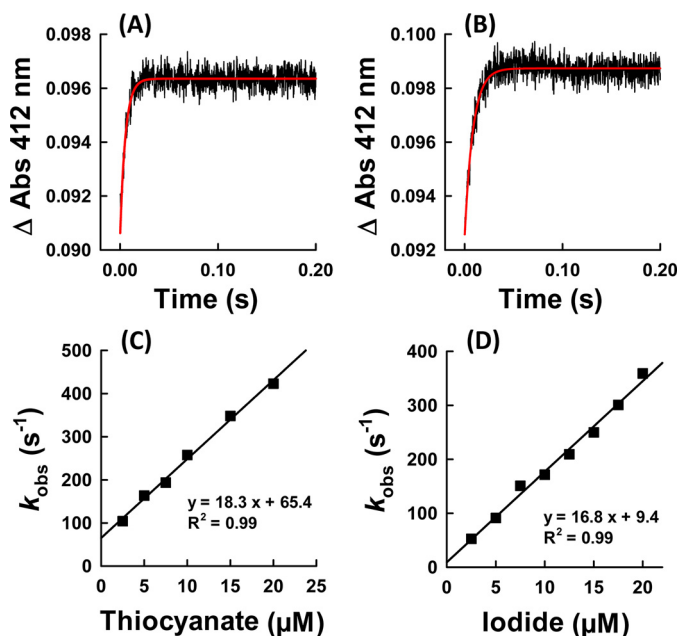 (A)
0.098
0.096
0.094
0.092
0.090
Δ Abs 412 nm
0.00 0.10 0.20
Time (s)
(B)
0.100
0.098
0.096
0.094
0.092
Δ Abs 412 nm
0.00 0.10 0.20
Time (s)
(C)
500
400
300
200
100
0
kobs (s-1)
y = 18.3 x + 65.4
R2 = 0.99
0 5 10 15 20 25
Thiocyanate (μM)
(D)
400
300
200
100
0
kobs (s-1)
y = 16.8 x + 9.4
R2 = 0.99
0 5 10 15 20
Iodide (μM)